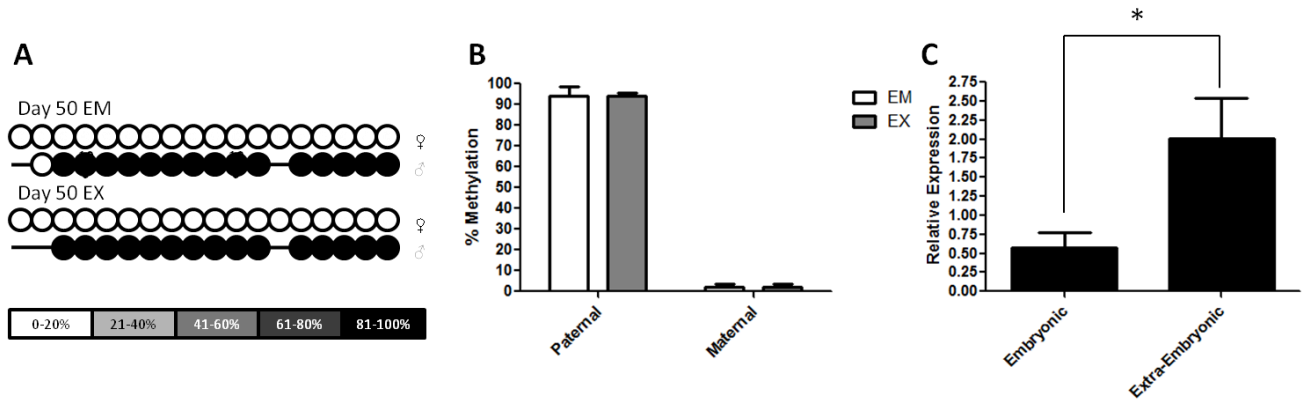 A
Day 50 EM
♀
♂
Day 50 EX
♀
♂
0-20% 21-40% 41-60% 61-80% 81-100%
B
% Methylation
100
90
80
70
60
50
40
30
20
10
0
Paternal
Maternal
EM
EX
C
*
Relative Expression
2.75
2.50
2.25
2.00
1.75
1.50
1.25
1.00
0.75
0.50
0.25
0.00
Embryonic
Extra-Embryonic